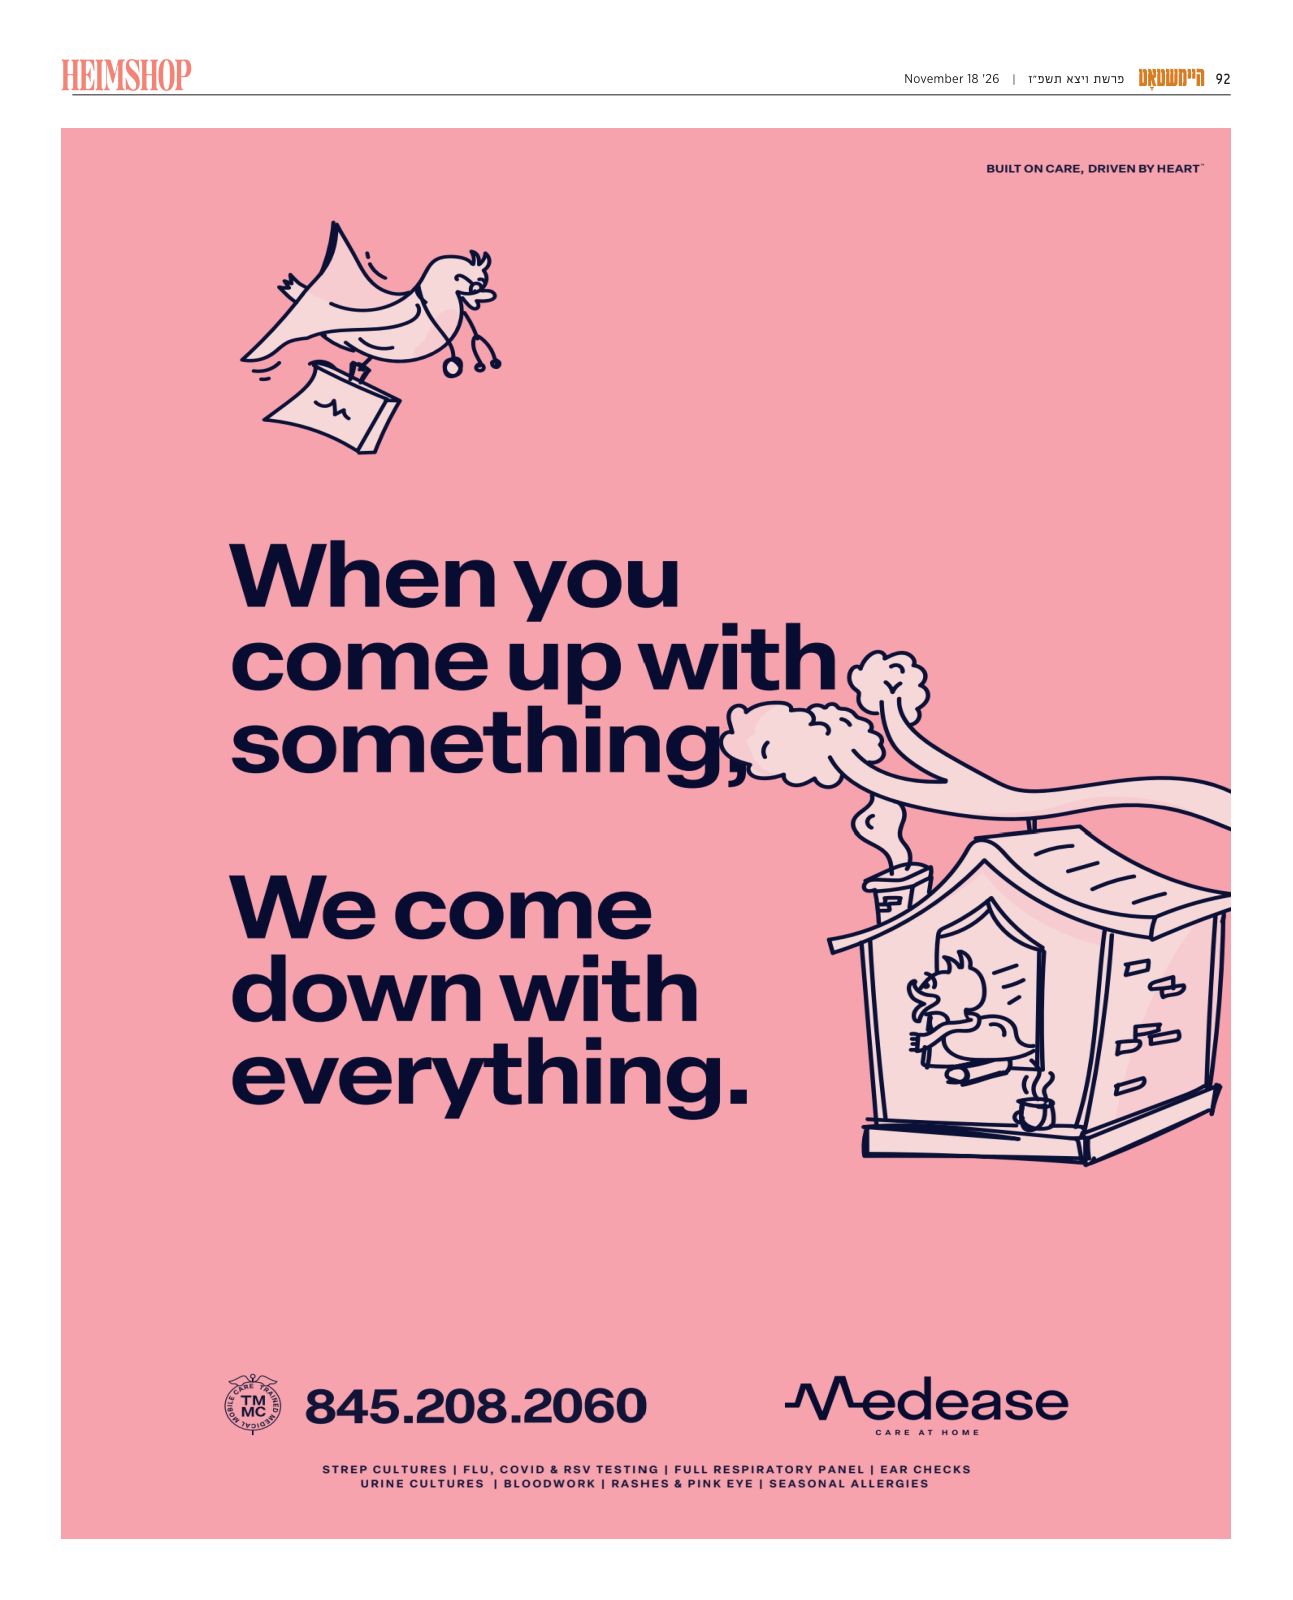 HEIMSHOP
November 18 '26 | פרשת ויצא תשפ״ז היימשטאָט 92
BUILT ON CARE, DRIVEN BY HEART™
When you
come up with
something,
We come
down with
everything.
TRAINED MEDICAL MOBILE CARE
TM
MC
845.208.2060
Medease
CARE AT HOME
STREP CULTURES | FLU, COVID & RSV TESTING | FULL RESPIRATORY PANEL | EAR CHECKS
URINE CULTURES | BLOODWORK | RASHES & PINK EYE | SEASONAL ALLERGIES